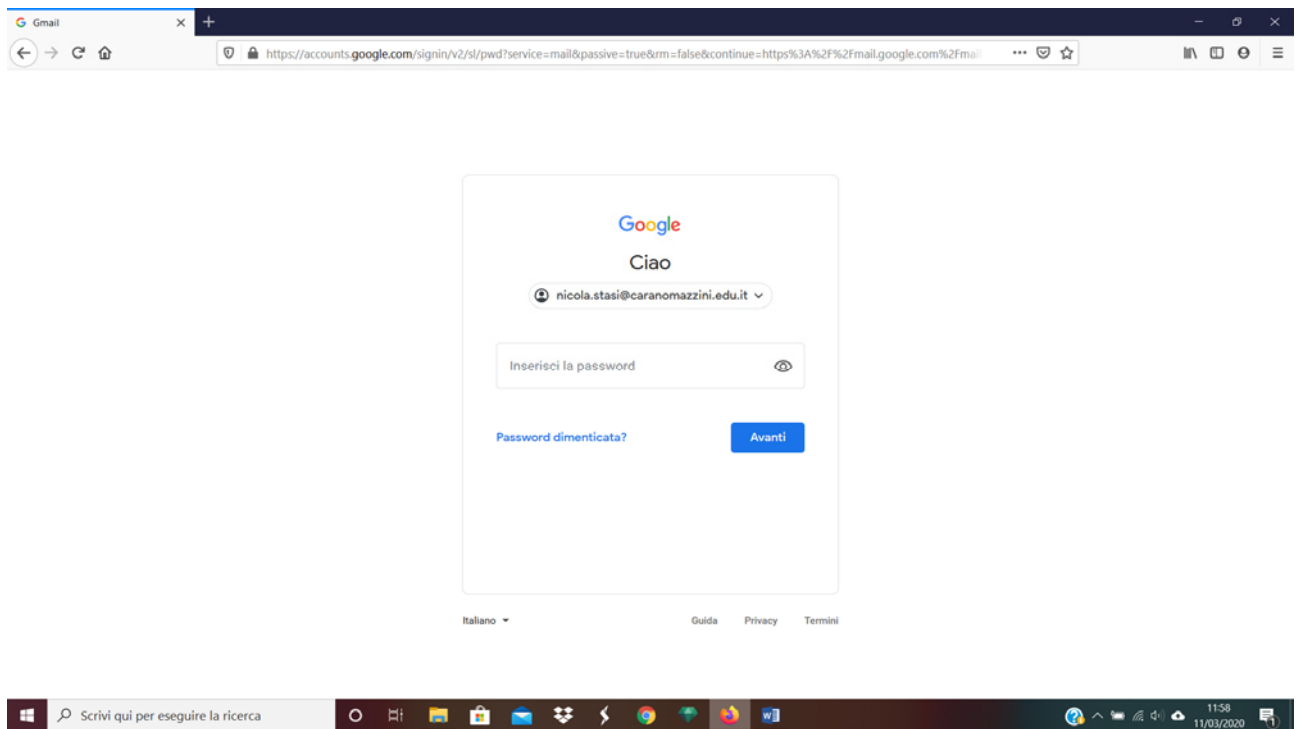 Gmail
https://accounts.google.com/signin/v2/sl/pwd?service=mail&passive=true&rm=false&continue=https%3A%2F%2Fmail.google.com%2Fmai
Google
Ciao
nicola.stasi@caranomazzini.edu.it
Inserisci la password
Password dimenticata?
Avanti
Italiano
Guida Privacy Termini
Scrivi qui per eseguire la ricerca
11:58
11/03/2020